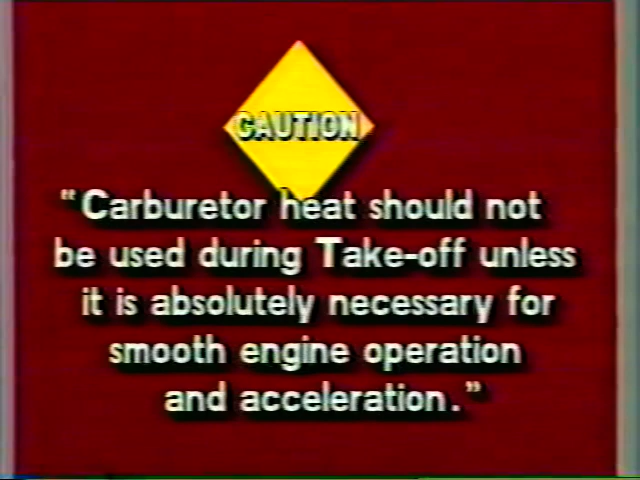 CAUTION
"Carburetor heat should not
be used during Take-off unless
it is absolutely necessary for
smooth engine operation
and acceleration."